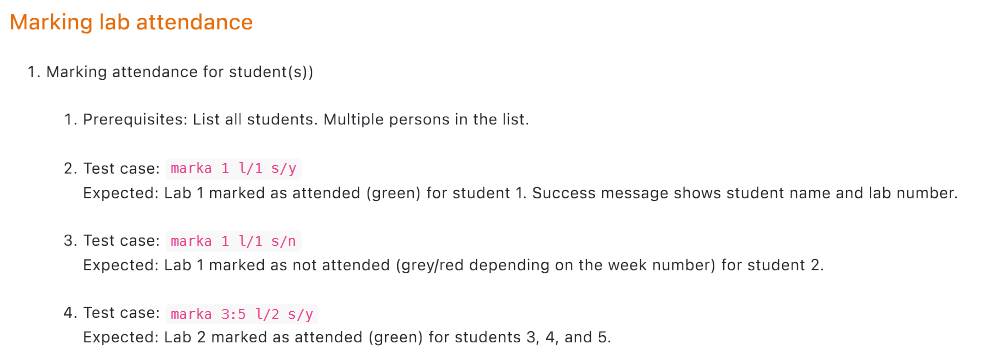 Marking lab attendance
1. Marking attendance for student(s))
1. Prerequisites: List all students. Multiple persons in the list.
2. Test case: marka 1 l/1 s/y
Expected: Lab 1 marked as attended (green) for student 1. Success message shows student name and lab number.
3. Test case: marka 1 l/1 s/n
Expected: Lab 1 marked as not attended (grey/red depending on the week number) for student 2.
4. Test case: marka 3:5 l/2 s/y
Expected: Lab 2 marked as attended (green) for students 3, 4, and 5.